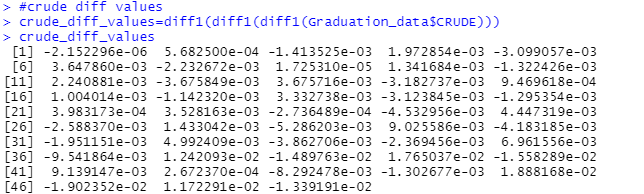 > #crude diff values
> crude_diff_values=diff1(diff1(diff1(Graduation_data$CRUDE)))
> crude_diff_values
[1] -2.152296e-06 5.682500e-04 -1.413525e-03 1.972854e-03 -3.099057e-03
[6] 3.647860e-03 -2.232672e-03 1.725310e-05 1.341684e-03 -1.322426e-03
[11] 2.240881e-03 -3.675849e-03 3.675716e-03 -3.182737e-03 9.469618e-04
[16] 1.004014e-03 -1.142320e-03 3.332738e-03 -3.123845e-03 -1.295354e-03
[21] 3.983173e-04 3.528163e-03 -2.736489e-04 -4.532956e-03 4.447319e-03
[26] -2.588370e-03 1.433042e-03 -5.286203e-03 9.025586e-03 -4.183185e-03
[31] -1.951151e-03 4.992409e-03 -3.862706e-03 -2.369456e-03 6.961556e-03
[36] -9.541864e-03 1.242093e-02 -1.489763e-02 1.765037e-02 -1.558289e-02
[41] 9.139147e-03 2.672370e-04 -8.292478e-03 -1.302677e-03 1.888168e-02
[46] -1.902352e-02 1.172291e-02 -1.339191e-02